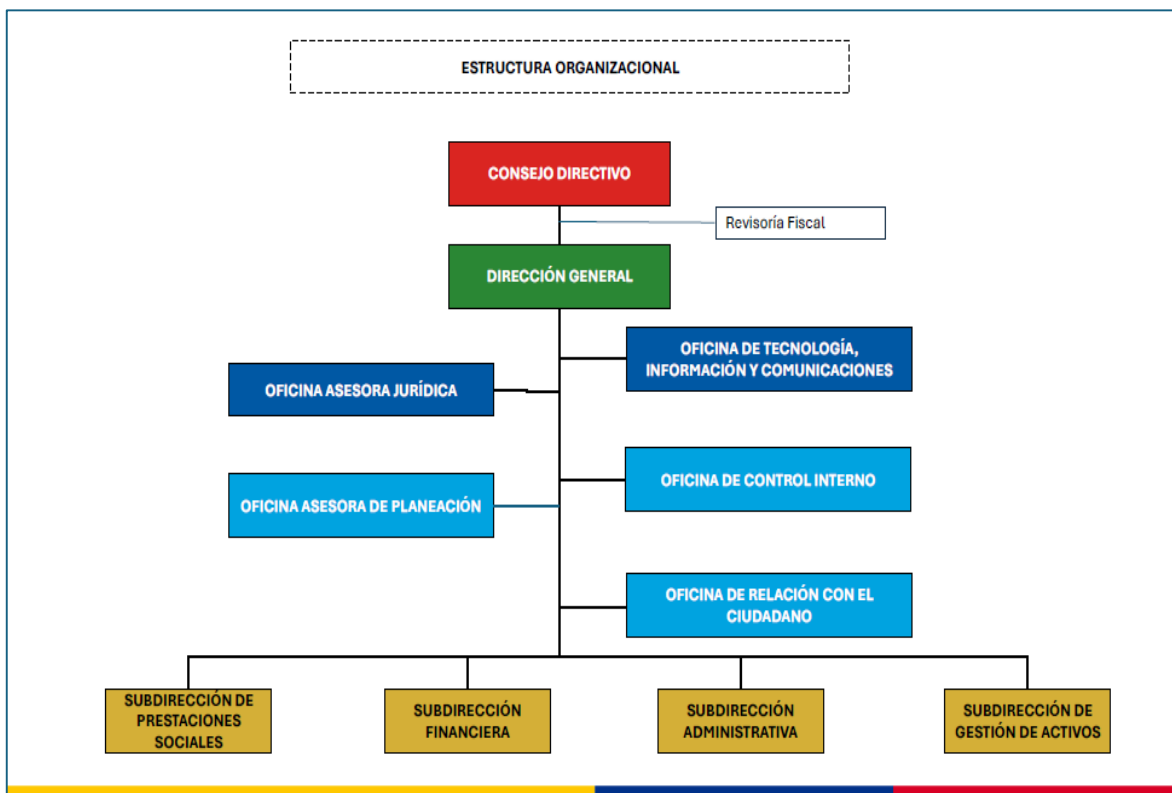 ESTRUCTURA ORGANIZACIONAL
CONSEJO DIRECTIVO
Revisoría Fiscal
DIRECCIÓN GENERAL
OFICINA DE TECNOLOGÍA,
INFORMACIÓN Y COMUNICACIONES
OFICINA ASESORA JURÍDICA
OFICINA DE CONTROL INTERNO
OFICINA ASESORA DE PLANEACIÓN
OFICINA DE RELACIÓN CON EL
CIUDADANO
SUBDIRECCIÓN DE
PRESTACIONES
SOCIALES
SUBDIRECCIÓN
FINANCIERA
SUBDIRECCIÓN
ADMINISTRATIVA
SUBDIRECCIÓN DE
GESTIÓN DE ACTIVOS